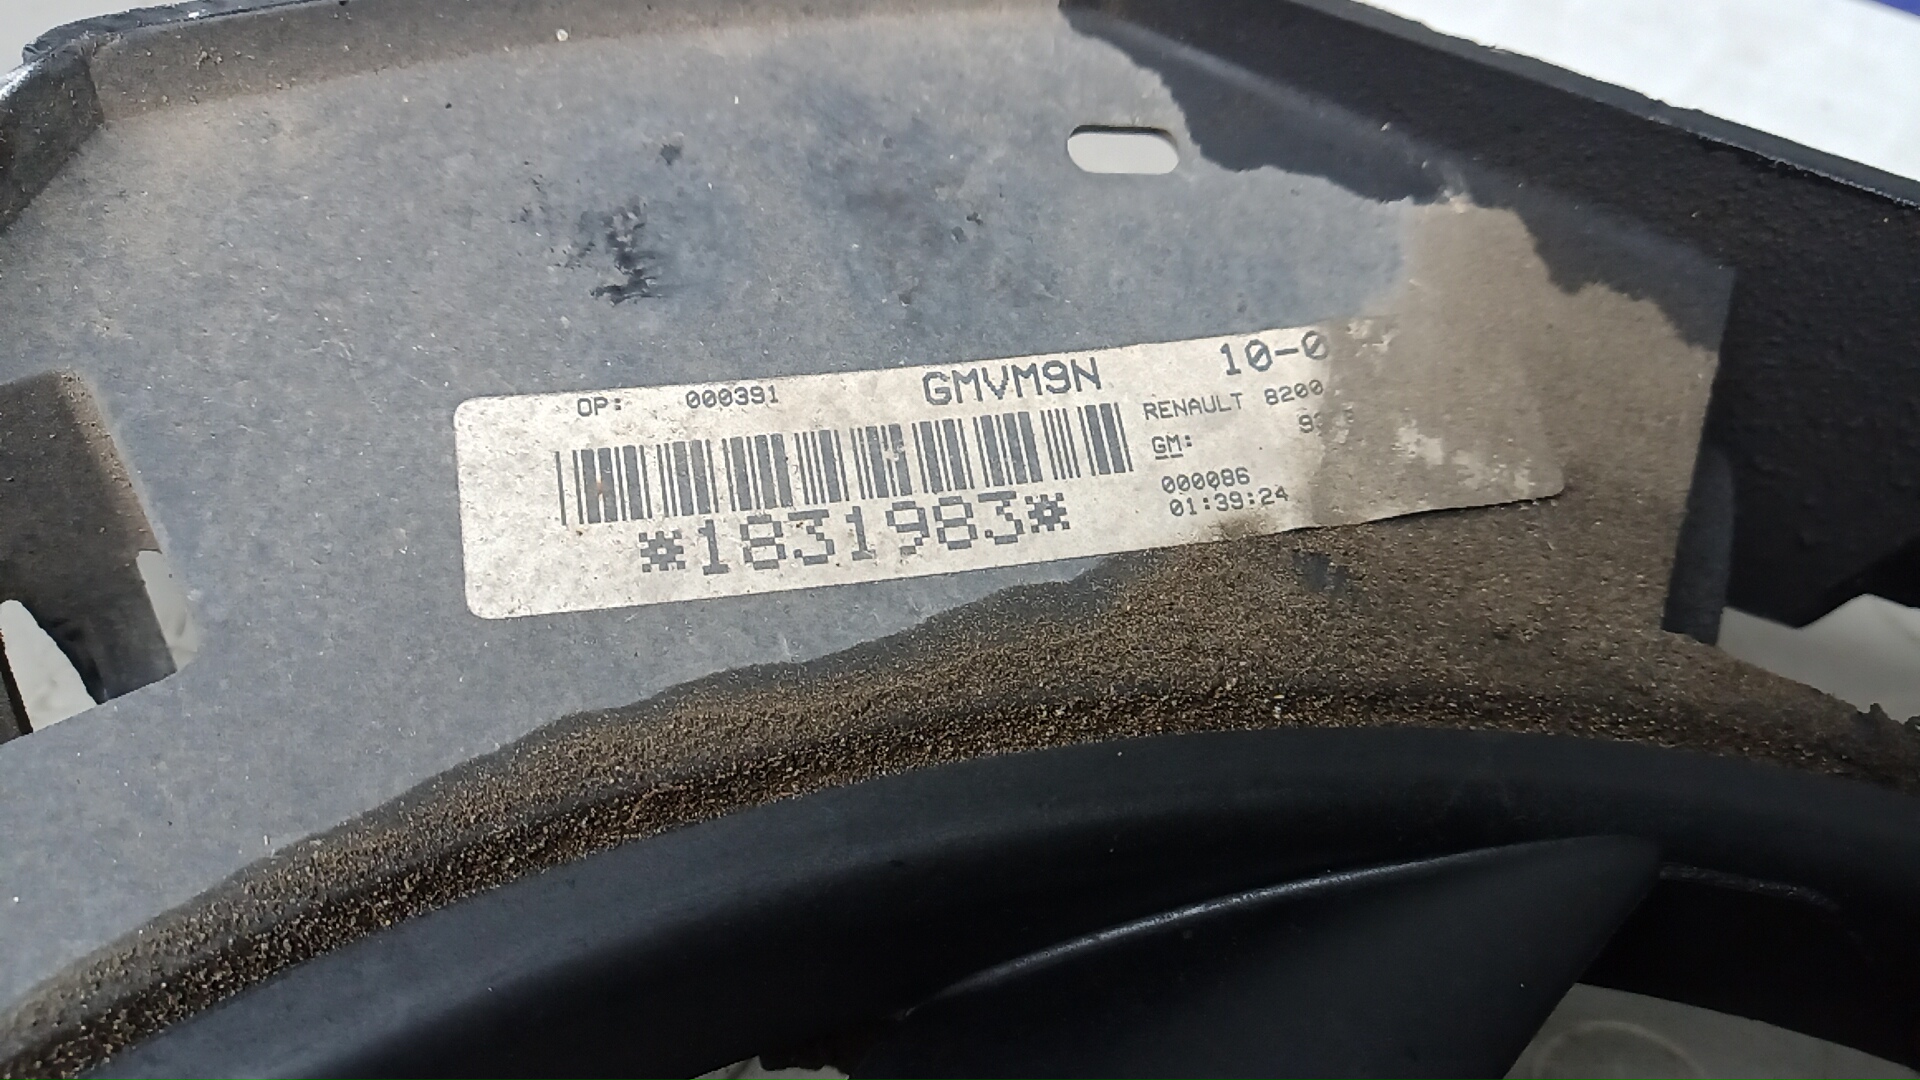 OP: 000391 GMVM9N 10-0
RENAULT 8200
GM:
000086
01:39:24
*1831983*